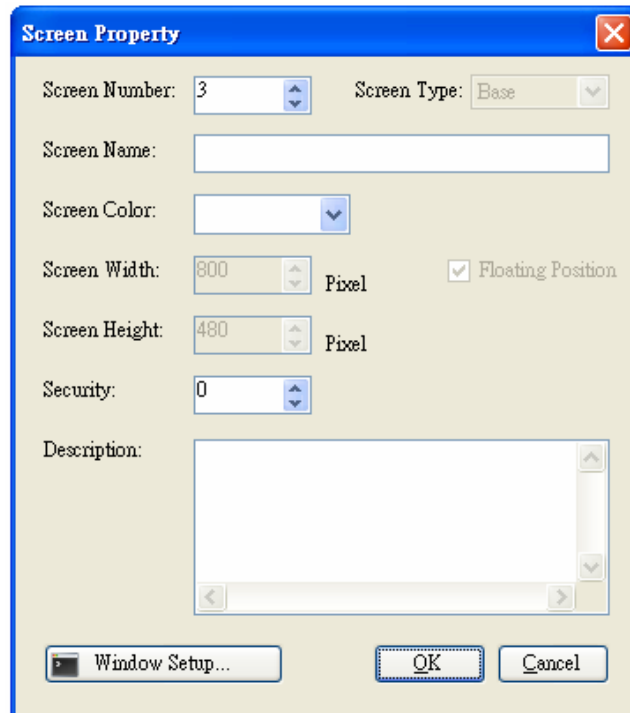 Screen Property
Screen Number: 3 Screen Type: Base
Screen Name:
Screen Color:
Screen Width: 800 Pixel Floating Position
Screen Height: 480 Pixel
Security: 0
Description:
Window Setup... OK Cancel